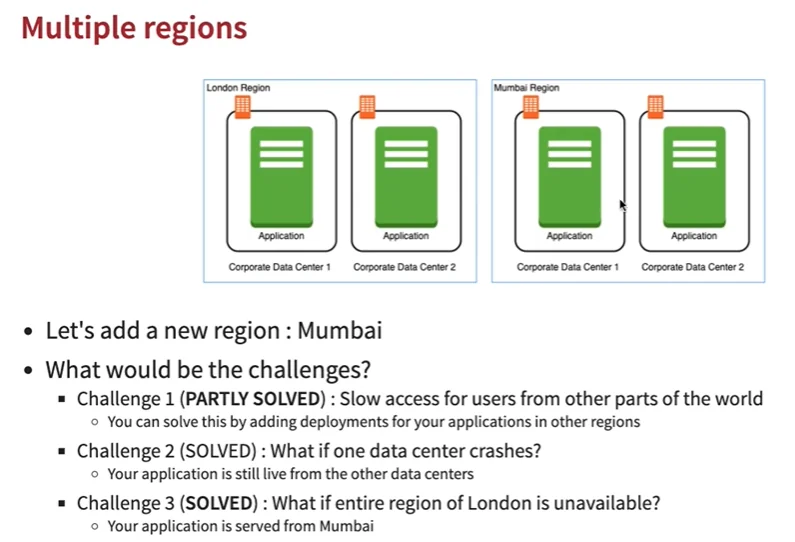 Multiple regions
London Region
Mumbai Region
Application
Application
Application
Application
Corporate Data Center 1
Corporate Data Center 2
Corporate Data Center 1
Corporate Data Center 2
Let's add a new region : Mumbai
What would be the challenges?
Challenge 1 (PARTLY SOLVED) : Slow access for users from other parts of the world
You can solve this by adding deployments for your applications in other regions
Challenge 2 (SOLVED) : What if one data center crashes?
Your application is still live from the other data centers
Challenge 3 (SOLVED) : What if entire region of London is unavailable?
Your application is served from Mumbai